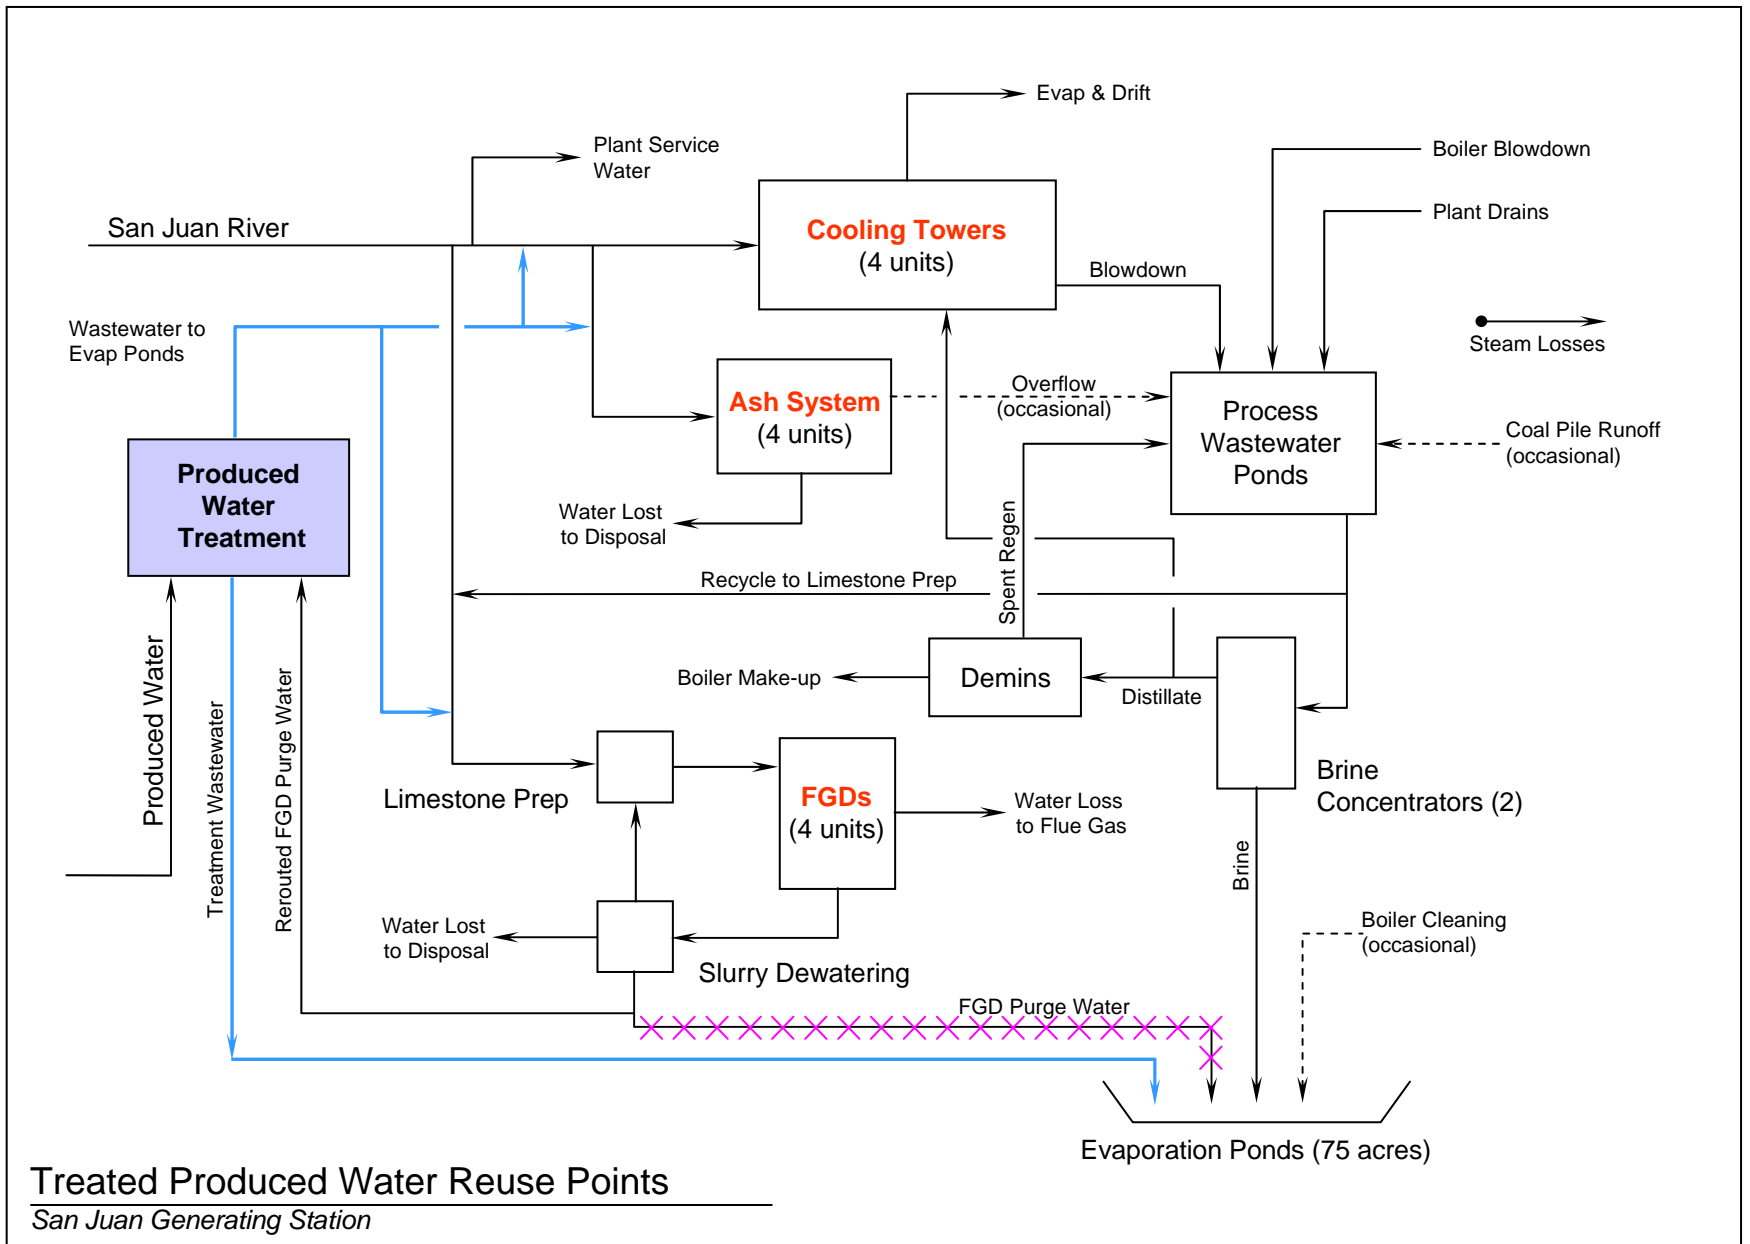 Evap & Drift
Plant Service
Water
Boiler Blowdown
Plant Drains
San Juan River
Cooling Towers
(4 units)
Blowdown
Wastewater to
Evap Ponds
Steam Losses
Ash System
(4 units)
Overflow
(occasional)
Process
Wastewater
Ponds
Coal Pile Runoff
(occasional)
Produced
Water
Treatment
Water Lost
to Disposal
Spent Regen
Recycle to Limestone Prep
Boiler Make-up
Demins
Distillate
Produced Water
Treatment Wastewater
Rerouted FGD Purge Water
Limestone Prep
FGDs
(4 units)
Water Loss
to Flue Gas
Brine
Concentrators (2)
Brine
Water Lost
to Disposal
Slurry Dewatering
Boiler Cleaning
(occasional)
FGD Purge Water
Evaporation Ponds (75 acres)
Treated Produced Water Reuse Points
San Juan Generating Station